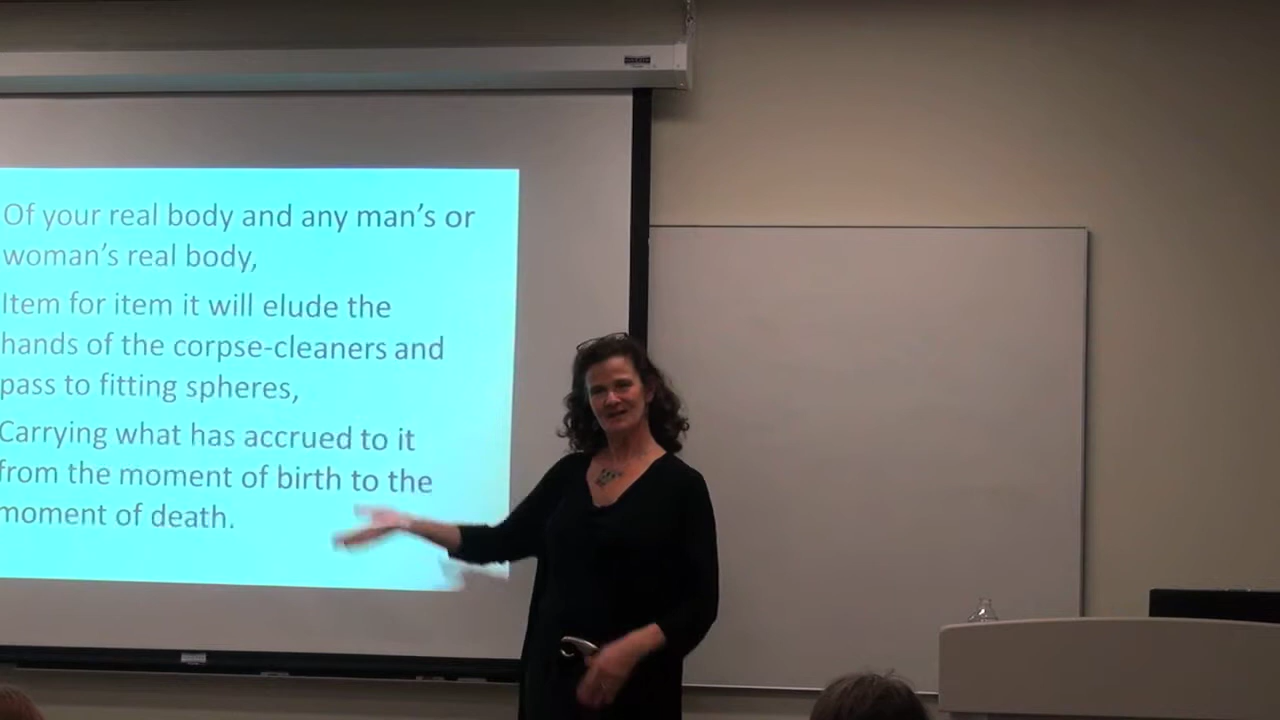 Of your real body and any man’s or
woman’s real body,
Item for item it will elude the
hands of the corpse-cleaners and
pass to fitting spheres,
Carrying what has accrued to it
from the moment of birth to the
moment of death.